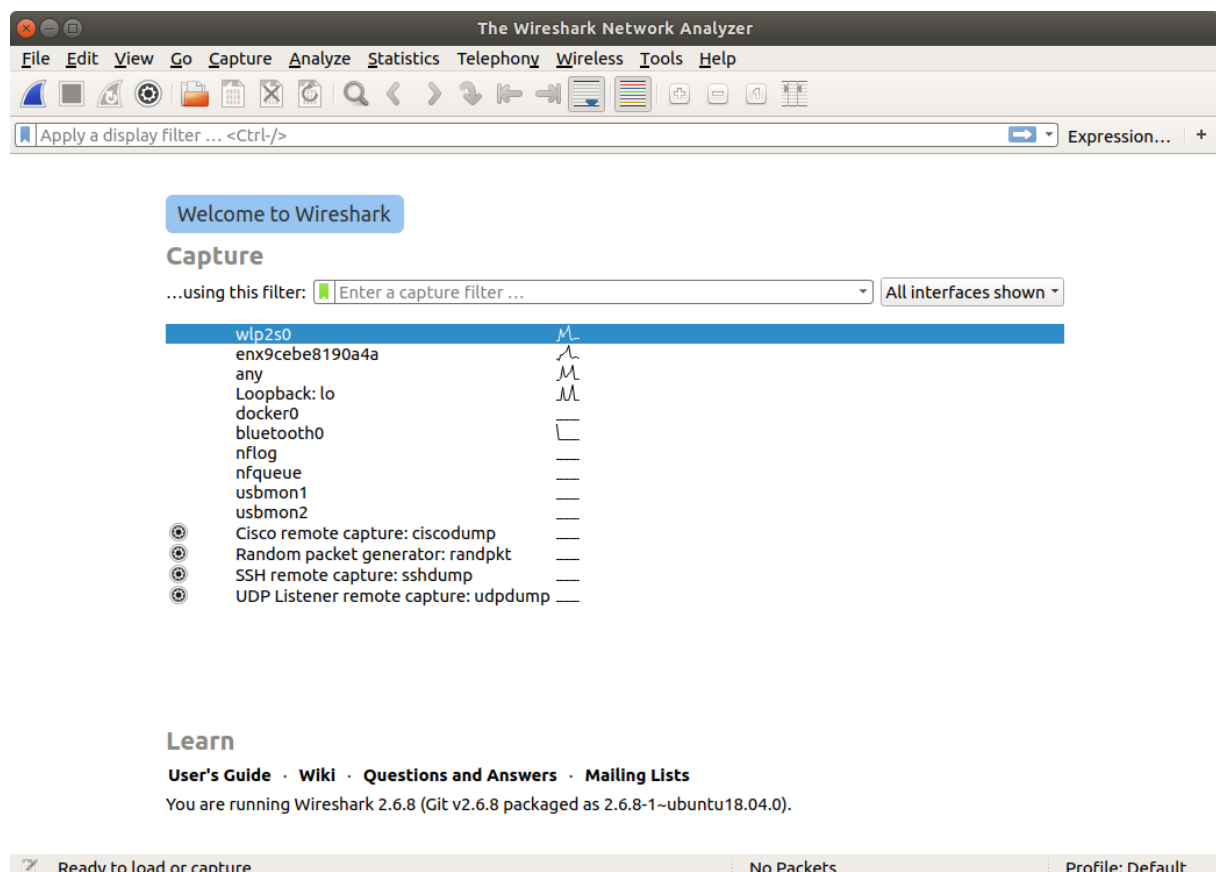 The Wireshark Network Analyzer
File Edit View Go Capture Analyze Statistics Telephony Wireless Tools Help
Apply a display filter … <Ctrl-/> Expression… +
Welcome to Wireshark
Capture
…using this filter: Enter a capture filter … All interfaces shown
wlp2s0
enx9cebe8190a4a
any
Loopback: lo
docker0
bluetooth0
nflog
nfqueue
usbmon1
usbmon2
Cisco remote capture: ciscodump
Random packet generator: randpkt
SSH remote capture: sshdump
UDP Listener remote capture: udpdump
Learn
User's Guide · Wiki · Questions and Answers · Mailing Lists
You are running Wireshark 2.6.8 (Git v2.6.8 packaged as 2.6.8-1~ubuntu18.04.0).
Ready to load or capture No Packets Profile: Default